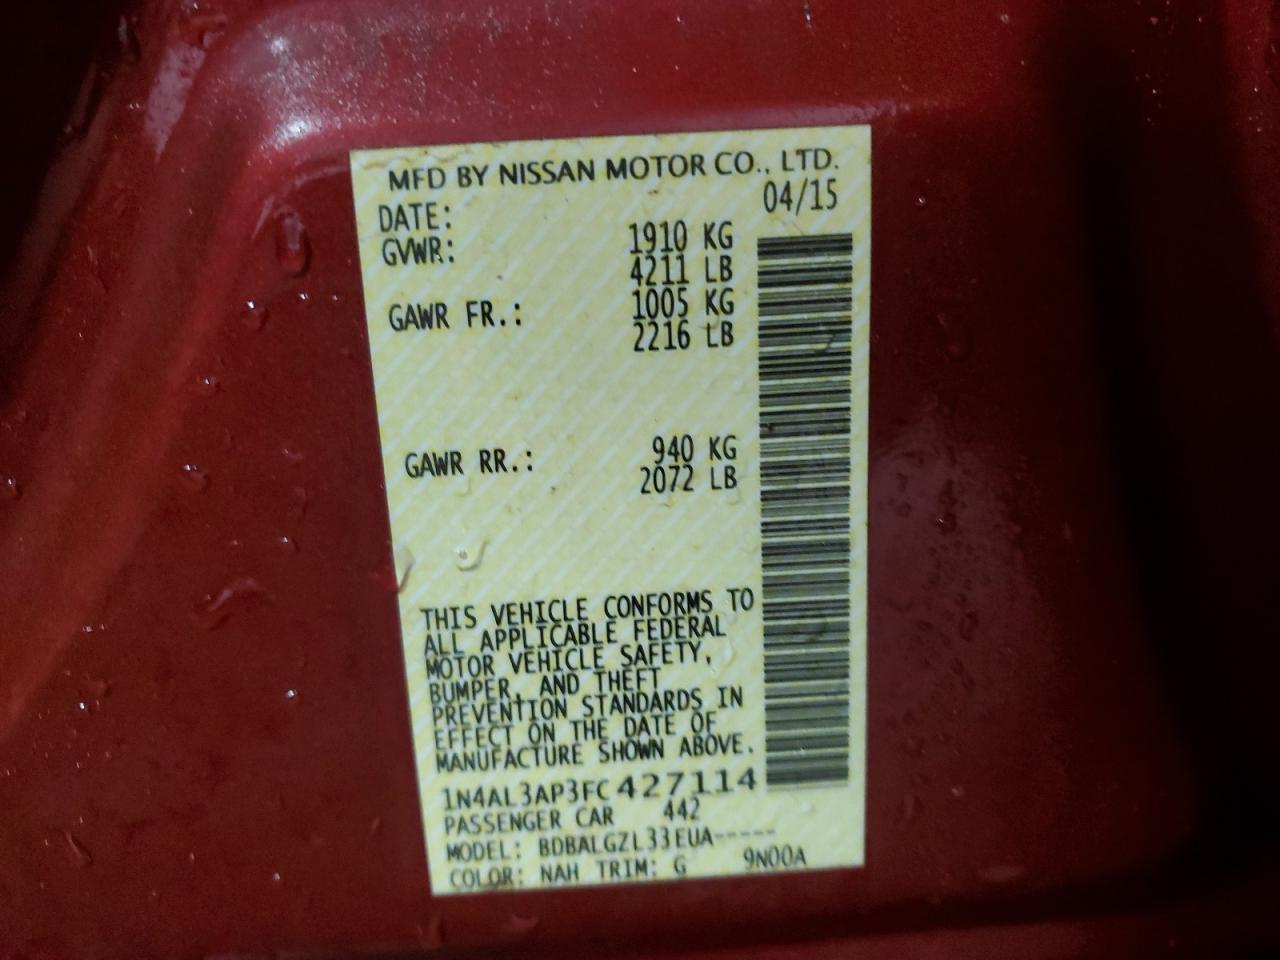 MFD BY NISSAN MOTOR CO., LTD.
DATE: 04/15
GVWR: 1910 KG
4211 LB
GAWR FR.: 1005 KG
2216 LB
GAWR RR.: 940 KG
2072 LB
THIS VEHICLE CONFORMS TO
ALL APPLICABLE FEDERAL
MOTOR VEHICLE SAFETY,
BUMPER, AND THEFT
PREVENTION STANDARDS IN
EFFECT ON THE DATE OF
MANUFACTURE SHOWN ABOVE.
1N4AL3AP3FC427114
PASSENGER CAR 442
MODEL: BDBALGZL33EUA-----
COLOR: NAH TRIM: G 9N00A